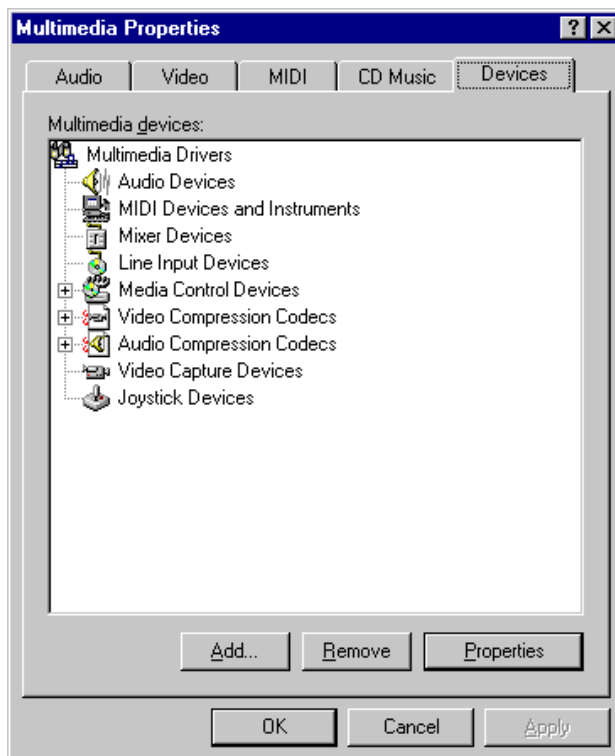 Multimedia Properties
Audio Video MIDI CD Music Devices
Multimedia devices:
Multimedia Drivers
Audio Devices
MIDI Devices and Instruments
Mixer Devices
Line Input Devices
Media Control Devices
Video Compression Codecs
Audio Compression Codecs
Video Capture Devices
Joystick Devices
Add... Remove Properties
OK Cancel Apply